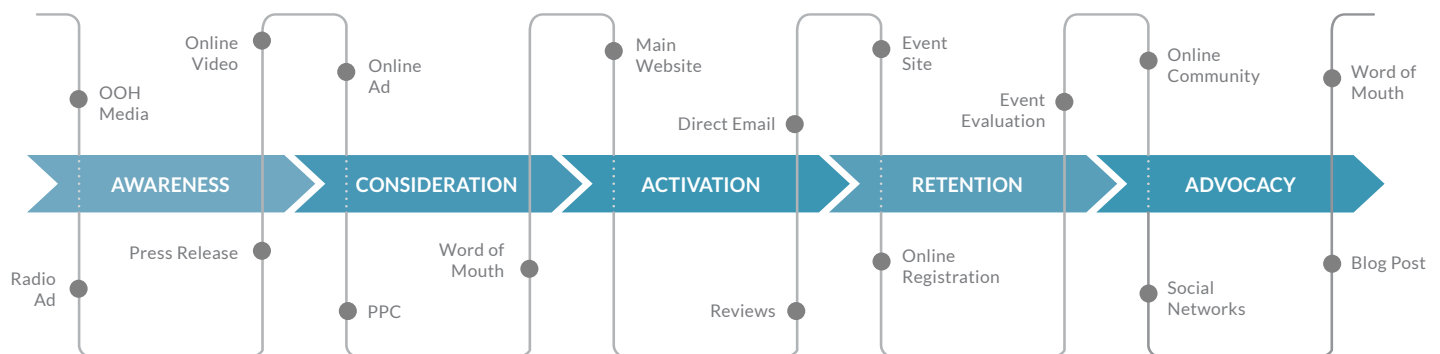 Online
Video
Online
Ad
Main
Website
Event
Site
Online
Community
Word of
Mouth
OOH
Media
Direct Email
Event
Evaluation
AWARENESS
CONSIDERATION
ACTIVATION
RETENTION
ADVOCACY
Radio
Ad
Press Release
PPC
Word of
Mouth
Reviews
Online
Registration
Social
Networks
Blog Post